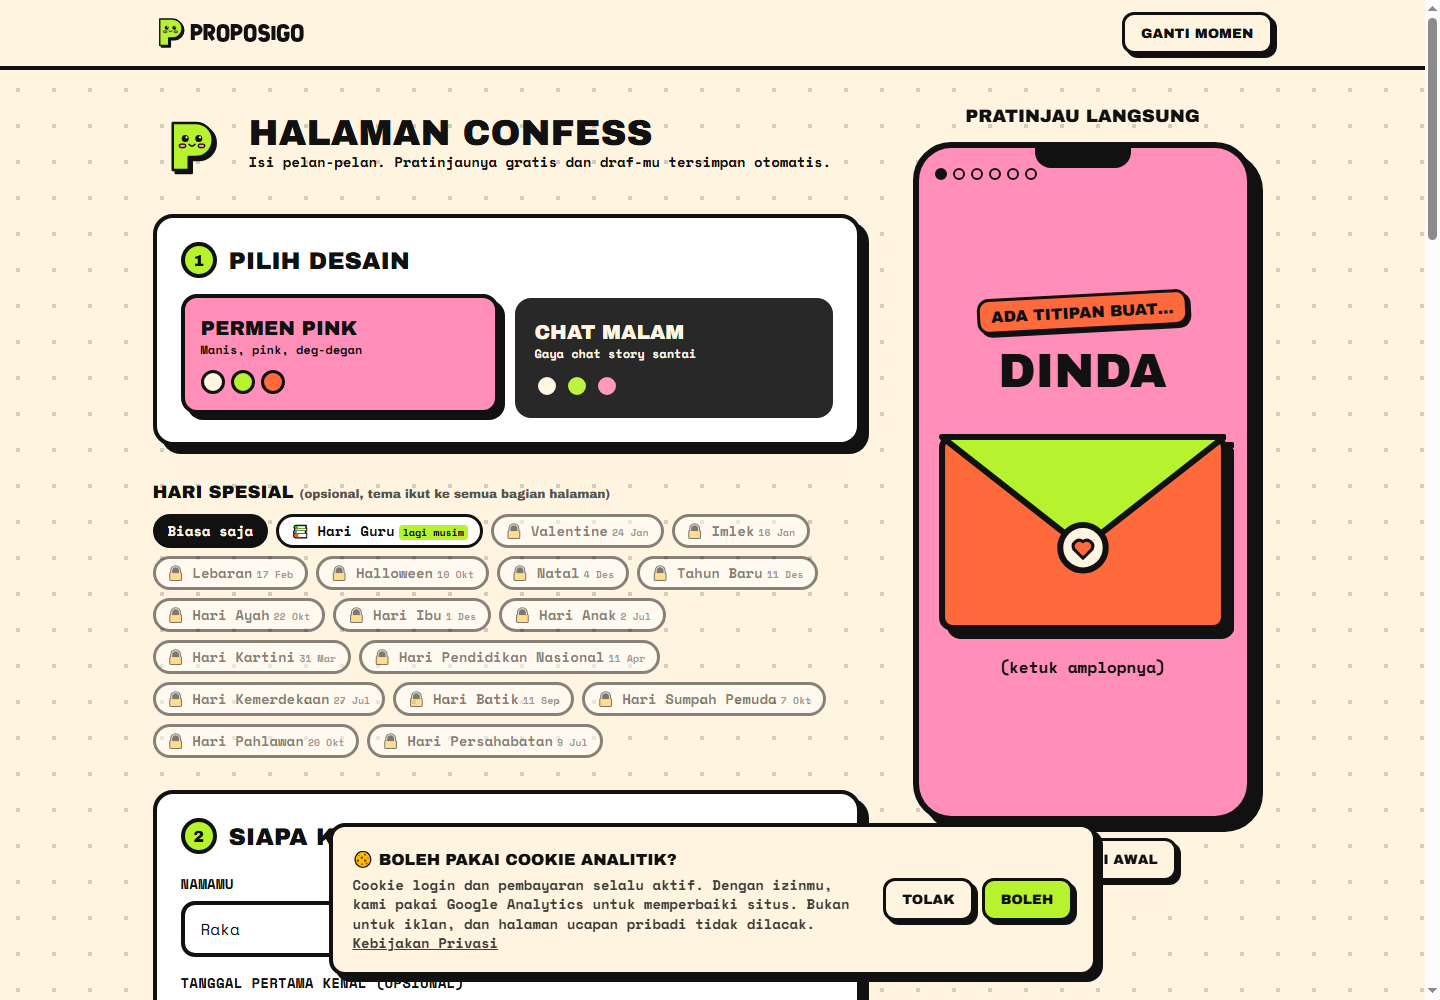 PROPOSIGO
GANTI MOMEN
HALAMAN CONFESS
Isi pelan-pelan. Pratinjaunya gratis dan draf-mu tersimpan otomatis.
1 PILIH DESAIN
PERMEN PINK
Manis, pink, deg-degan
CHAT MALAM
Gaya chat story santai
HARI SPESIAL (opsional, tema ikut ke semua bagian halaman)
Biasa saja Hari Guru lagi musim Valentine 24 Jan Imlek 16 Jan
Lebaran 17 Feb Halloween 10 Okt Natal 4 Des Tahun Baru 11 Des
Hari Ayah 22 Okt Hari Ibu 1 Des Hari Anak 2 Jul
Hari Kartini 31 Mar Hari Pendidikan Nasional 11 Apr
Hari Kemerdekaan 27 Jul Hari Batik 11 Sep Hari Sumpah Pemuda 7 Okt
Hari Pahlawan 20 Okt Hari Persahabatan 9 Jul
2 SIAPA K
NAMAMU
Raka
TANGGAL PERTAMA KENAL (OPSIONAL)
PRATINJAU LANGSUNG
ADA TITIPAN BUAT...
DINDA
(ketuk amplopnya)
I AWAL
BOLEH PAKAI COOKIE ANALITIK?
Cookie login dan pembayaran selalu aktif. Dengan izinmu,
kami pakai Google Analytics untuk memperbaiki situs. Bukan
untuk iklan, dan halaman ucapan pribadi tidak dilacak.
Kebijakan Privasi
TOLAK
BOLEH